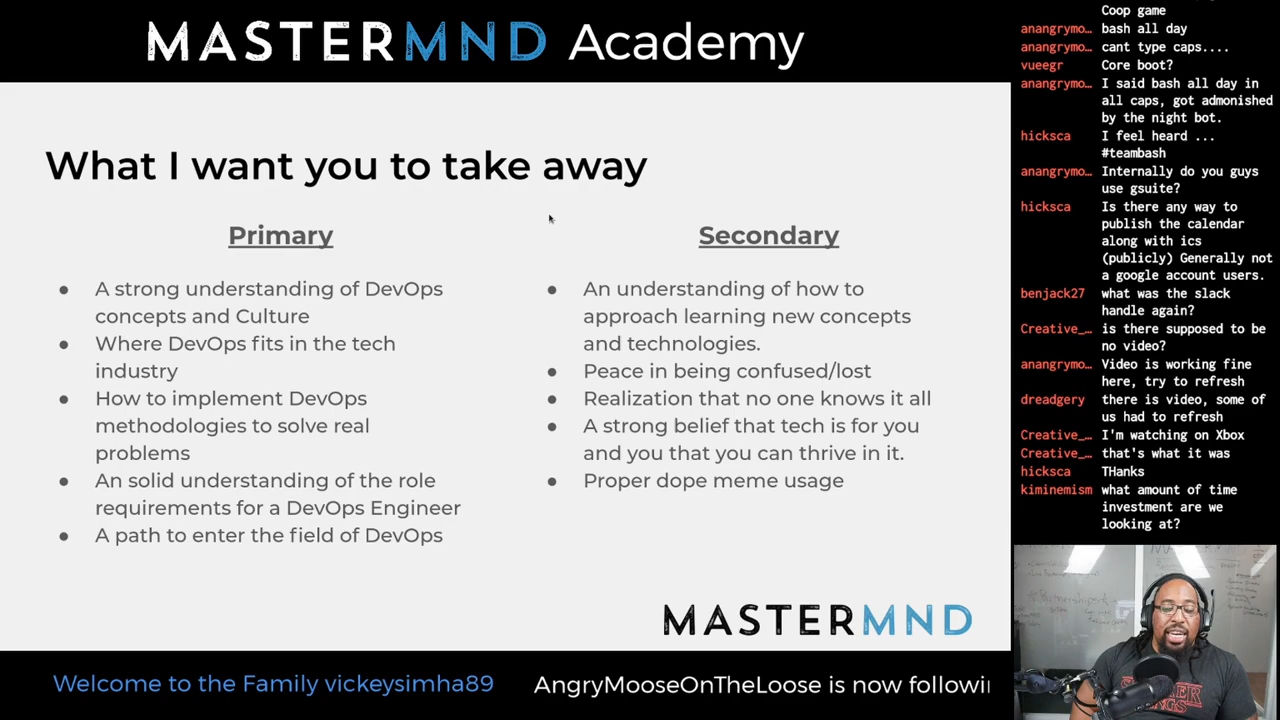 MASTERMND Academy
What I want you to take away
Primary
● A strong understanding of DevOps
concepts and Culture
● Where DevOps fits in the tech
industry
● How to implement DevOps
methodologies to solve real
problems
● An solid understanding of the role
requirements for a DevOps Engineer
● A path to enter the field of DevOps
Secondary
● An understanding of how to
approach learning new concepts
and technologies.
● Peace in being confused/lost
● Realization that no one knows it all
● A strong belief that tech is for you
and you that you can thrive in it.
● Proper dope meme usage
MASTERMND
Welcome to the Family vickeysimha89
AngryMooseOnTheLoose is now followin
Coop game
anangrymo… bash all day
anangrymo… cant type caps....
vueegr Core boot?
anangrymo… I said bash all day in
all caps, got admonished
by the night bot.
hicksca I feel heard ...
#teambash
anangrymo… Internally do you guys
use gsuite?
hicksca Is there any way to
publish the calendar
along with ics
(publicly) Generally not
a google account users.
benjack27 what was the slack
handle again?
Creative_… is there supposed to be
no video?
anangrymo… Video is working fine
here, try to refresh
dreadgery there is video, some of
us had to refresh
Creative_… I'm watching on Xbox
Creative_… that's what it was
hicksca THanks
kiminemism what amount of time
investment are we
looking at?